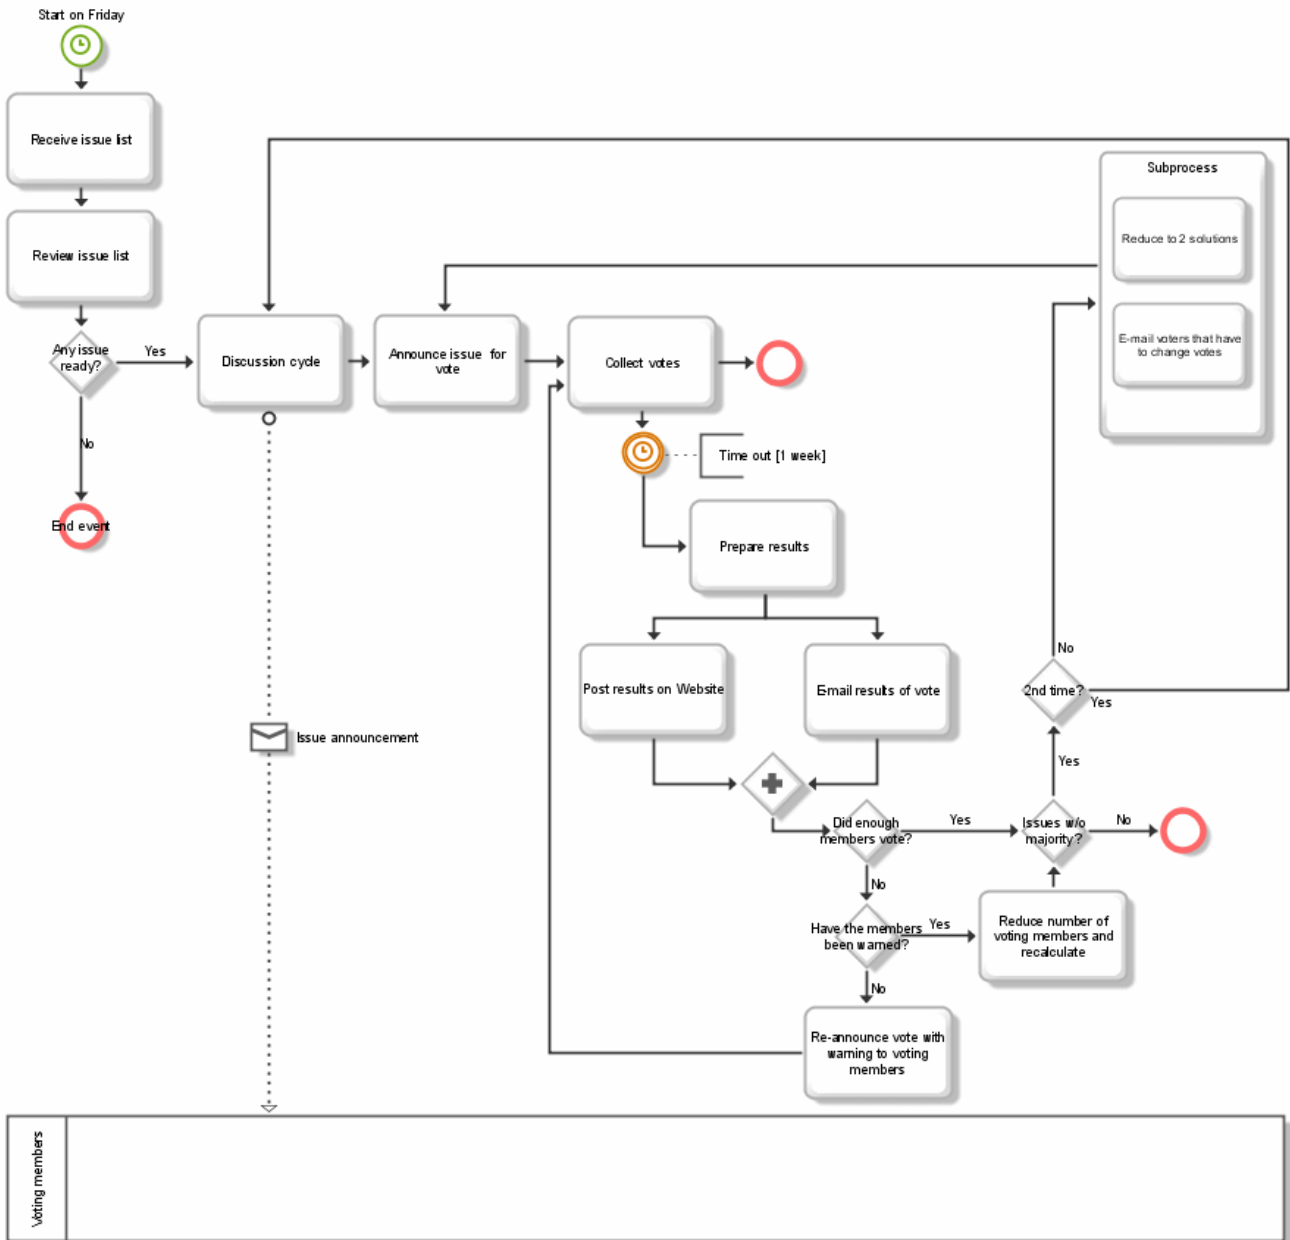 Start on Friday
Receive issue list
Subprocess
Reduce to 2 solutions
Review issue list
E-mail voters that have
to change votes
Any issue
ready?
Yes
Discussion cycle
Announce issue for
vote
Collect votes
No
Time out [1 week]
End event
Prepare results
No
Post results on Website
E-mail results of vote
2nd time?
Yes
Issue announcement
Yes
Did enough
members vote?
Yes
Issues w/o
majority?
No
No
Have the members
been warned?
Yes
Reduce number of
voting members and
recalculate
No
Re-announce vote with
warning to voting
members
Voting members